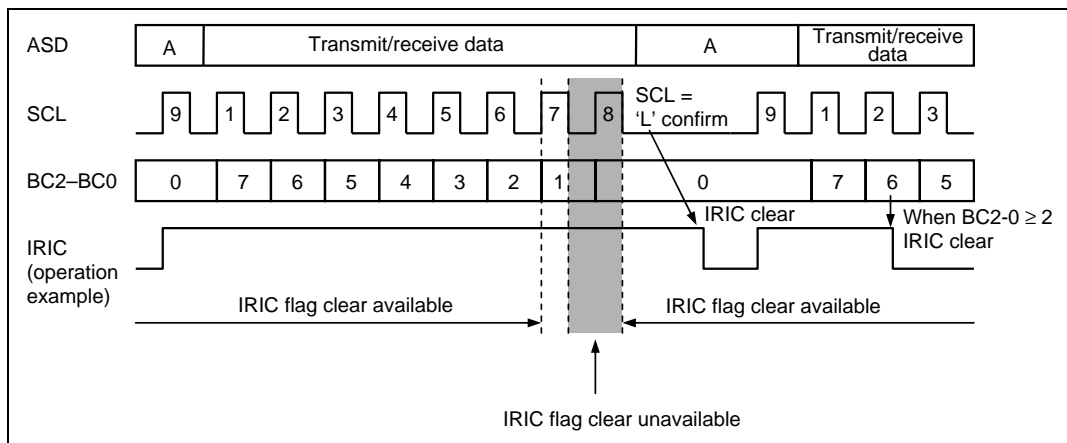 ASD A Transmit/receive data A Transmit/receive data
SCL 9 1 2 3 4 5 6 7 8 SCL = 'L' confirm 9 1 2 3
BC2–BC0 0 7 6 5 4 3 2 1 0 7 6 5
IRIC (operation example)
IRIC clear
When BC2-0 ≥ 2 IRIC clear
IRIC flag clear available
IRIC flag clear available
IRIC flag clear unavailable